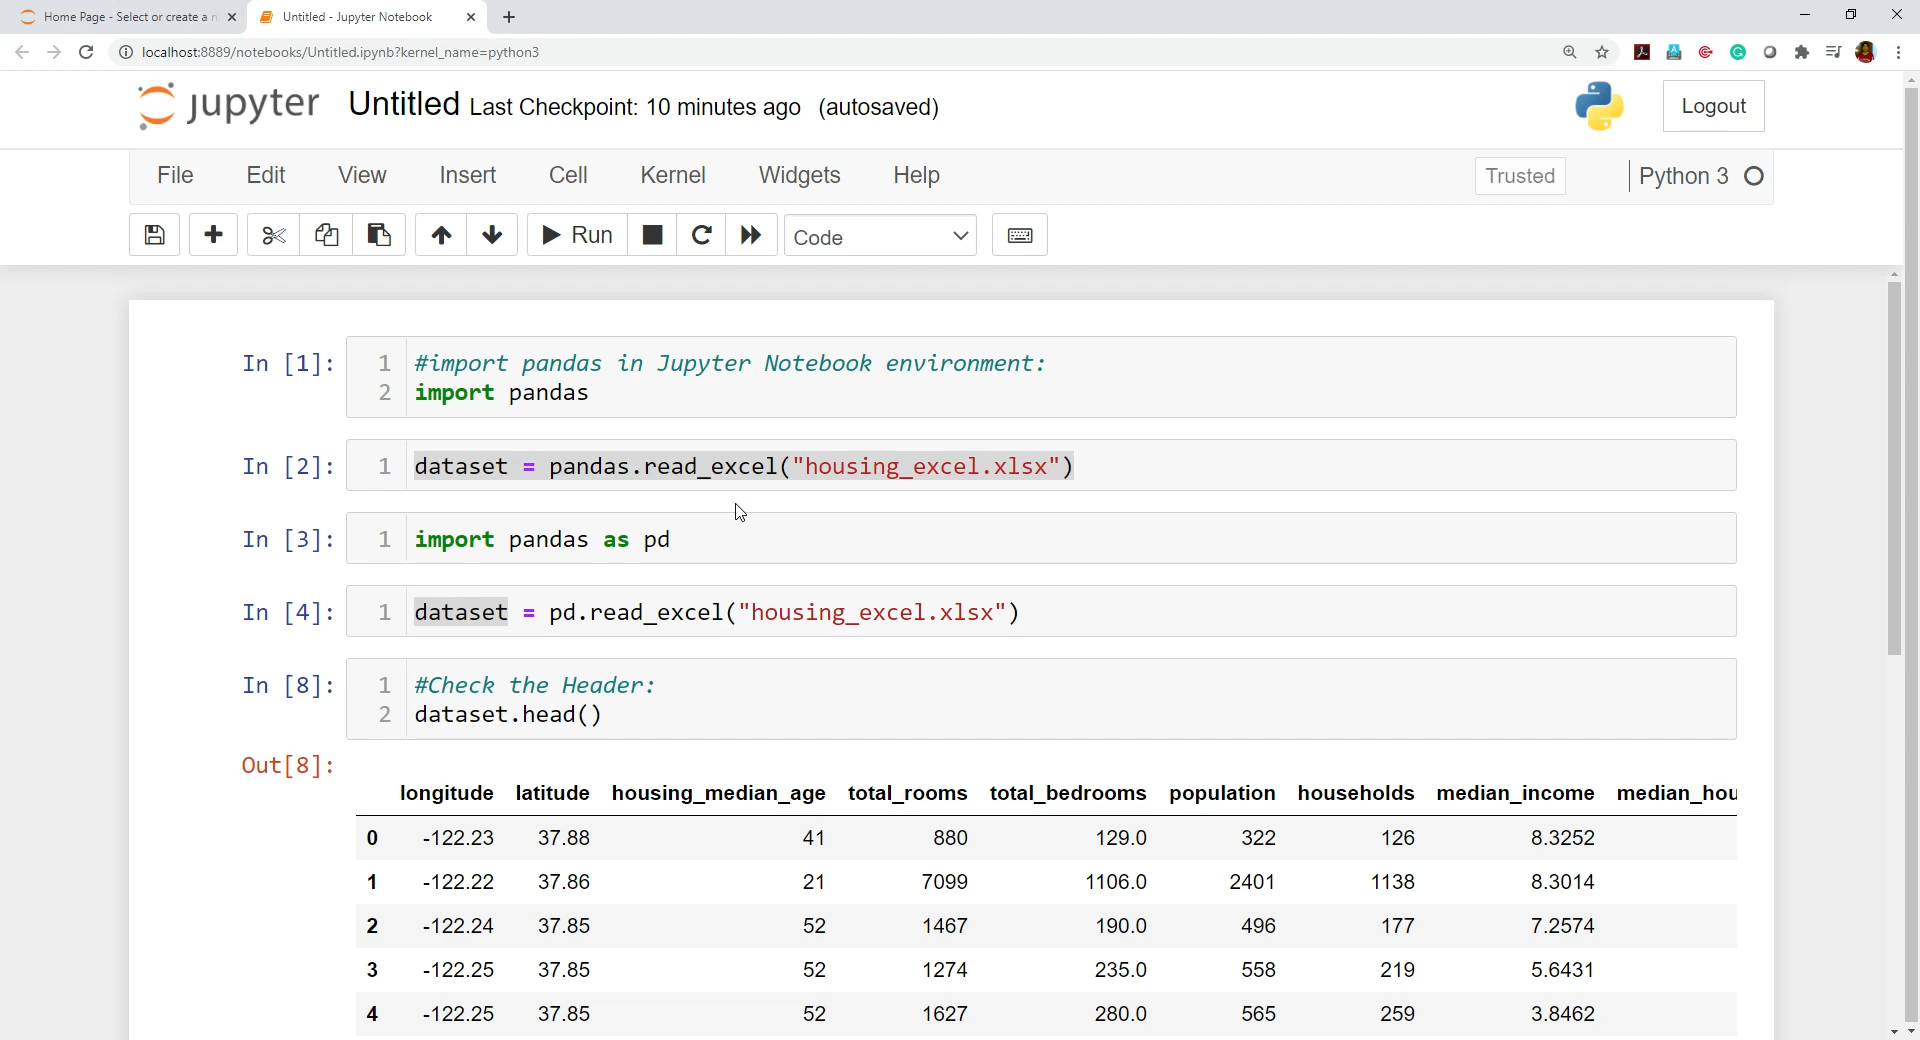 Home Page - Select or create a n
Untitled - Jupyter Notebook
localhost:8889/notebooks/Untitled.ipynb?kernel_name=python3
jupyter Untitled Last Checkpoint: 10 minutes ago (autosaved)
Logout
File Edit View Insert Cell Kernel Widgets Help
Trusted Python 3
Run Code
In [1]: 1 #import pandas in Jupyter Notebook environment:
2 import pandas
In [2]: 1 dataset = pandas.read_excel("housing_excel.xlsx")
In [3]: 1 import pandas as pd
In [4]: 1 dataset = pd.read_excel("housing_excel.xlsx")
In [8]: 1 #Check the Header:
2 dataset.head()
Out[8]:
longitude latitude housing_median_age total_rooms total_bedrooms population households median_income median_hou
0 -122.23 37.88 41 880 129.0 322 126 8.3252
1 -122.22 37.86 21 7099 1106.0 2401 1138 8.3014
2 -122.24 37.85 52 1467 190.0 496 177 7.2574
3 -122.25 37.85 52 1274 235.0 558 219 5.6431
4 -122.25 37.85 52 1627 280.0 565 259 3.8462